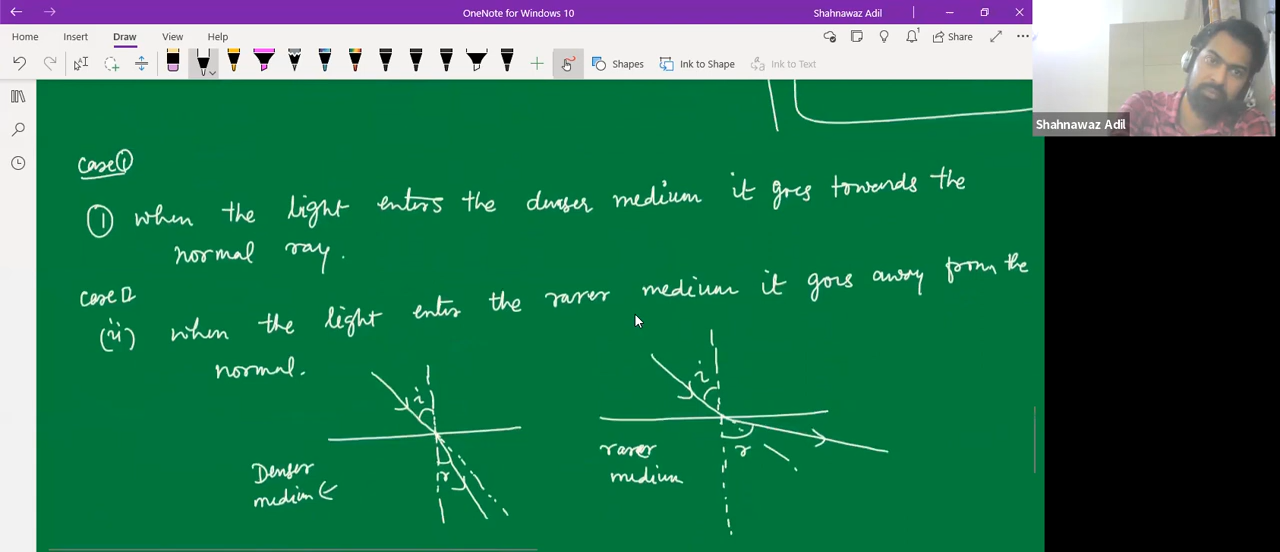 OneNote for Windows 10
Shahnawaz Adil
Home Insert Draw View Help
Share
Shapes
Ink to Shape
Ink to Text
Shahnawaz Adil
Case ①
① when the light enters the denser medium it goes towards the
normal ray.
Case II
(ii) when the light enter the rarer medium it goes away from the
normal.
i
i
r
r
Denser
medium
rarer
medium